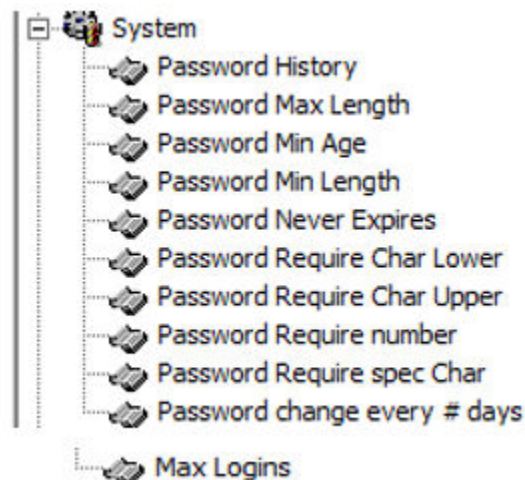 System
Password History
Password Max Length
Password Min Age
Password Min Length
Password Never Expires
Password Require Char Lower
Password Require Char Upper
Password Require number
Password Require spec Char
Password change every # days
Max Logins